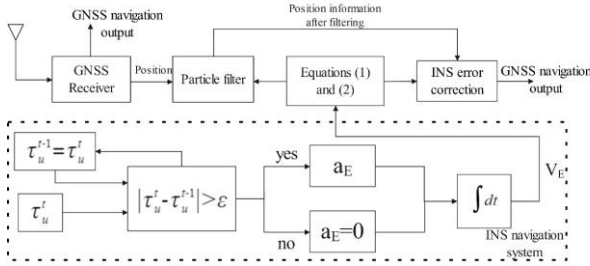 GNSS navigation
output
Position information
after filtering
GNSS
Receiver
Position
Particle filter
Equations (1)
and (2)
INS error
correction
GNSS navigation
output
τ_u^{t-1}=τ_u^t
τ_u^t
|τ_u^t-τ_u^{t-1}|>ε
yes
a_E
no
a_E=0
∫dt
V_E
INS navigation
system